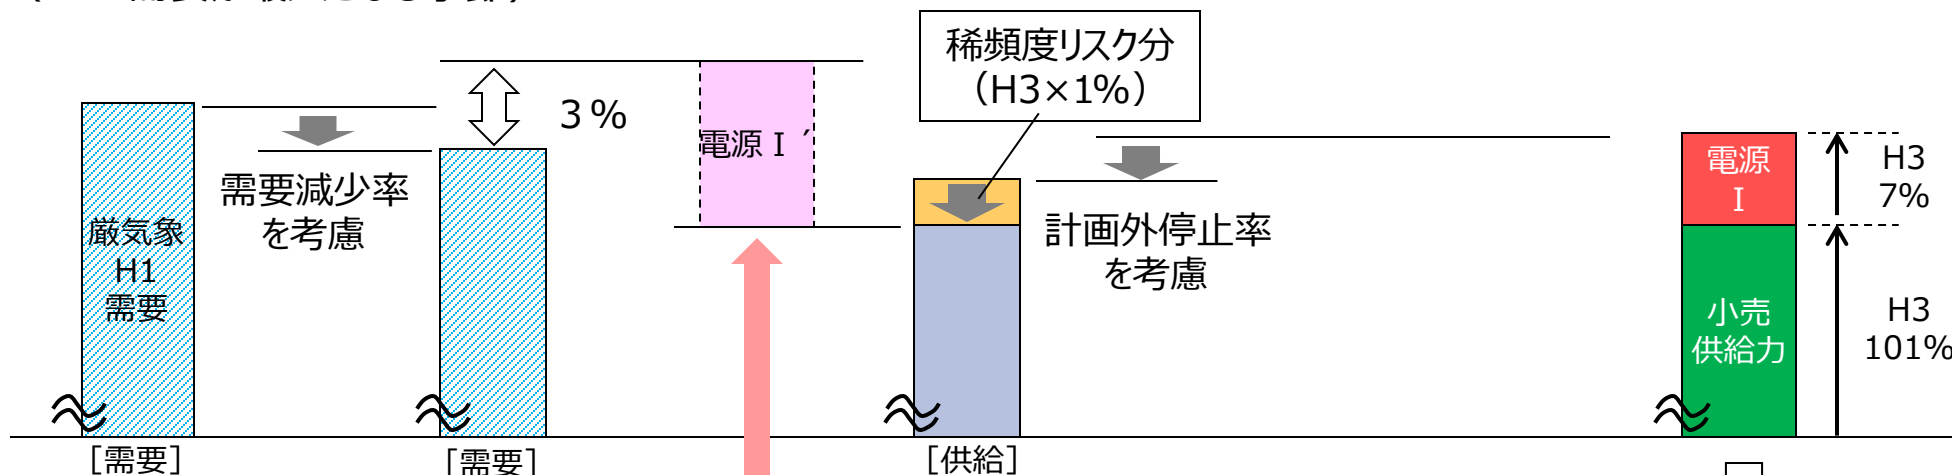 稀頻度リスク分
（H3×1%）
3%
電源Ⅰ´
電源
Ⅰ
H3
7%
需要減少率
を考慮
厳気象
H1
需要
計画外停止率
を考慮
小売
供給力
H3
101%
［需要］
［需要］
［供給］